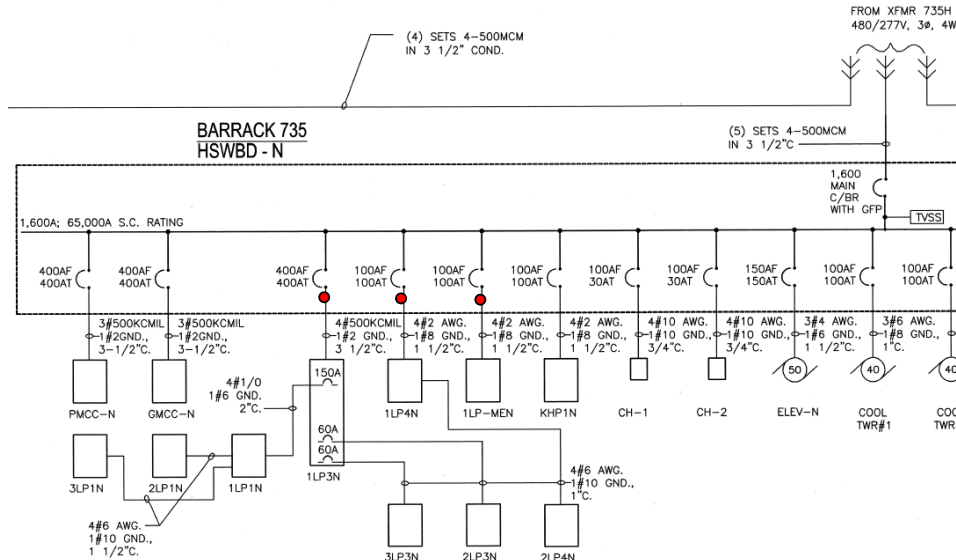 FROM XFMR 735H
480/277V, 3ø, 4W
(4) SETS 4-500MCM
IN 3 1/2" COND.
BARRACK 735
HSWBD - N
(5) SETS 4-500MCM
IN 3 1/2"C
1,600
MAIN
C/BR
WITH GFP
TVSS
1,600A; 65,000A S.C. RATING
400AF
400AT
400AF
400AT
400AF
400AT
100AF
100AT
100AF
100AT
100AF
100AT
100AF
30AT
100AF
30AT
150AF
50AT
100AF
100AT
100AF
100AT
3#500KCMIL
1#2GND.,
3-1/2"C.
3#500KCMIL
1#2GND.,
3-1/2"C.
4#500KCMIL
1#2 GND.,
3 1/2"C.
4#2 AWG.
1#8 GND.,
1 1/2"C.
4#2 AWG.
1#8 GND.,
1 1/2"C.
4#2 AWG.
1#8 GND.,
1 1/2"C.
4#10 AWG.
1#10 GND.,
3/4"C.
4#10 AWG.
1#10 GND.,
3/4"C.
3#4 AWG.
1#6 GND.
1 1/2"C.
3#6 AWG.
1#8 GND.,
1"C.
PMCC-N
GMCC-N
4#1/0
1#6 GND.
2"C.
150A
60A
60A
1LP3N
1LP4N
1LP-MEN
KHP1N
CH-1
CH-2
50
ELEV-N
40
COOL
TWR#1
40
COO
TWR
3LP1N
2LP1N
1LP1N
4#6 AWG.
1#10 GND.,
1 1/2"C.
4#6 AWG.
1#10 GND.,
1"C.
3LP3N
2LP3N
2LP4N